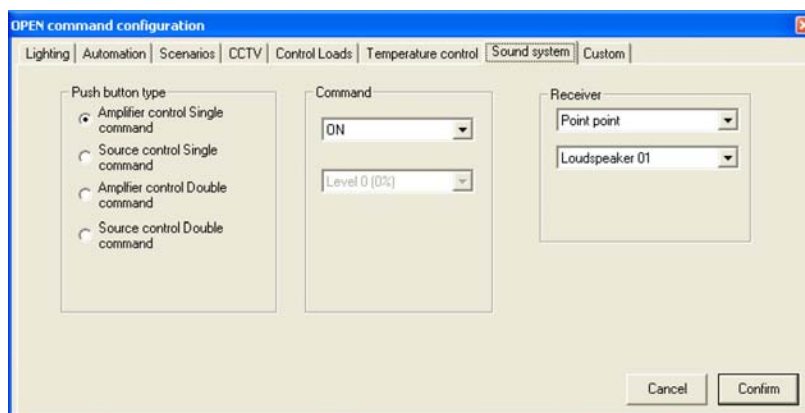 OPEN command configuration
Lighting Automation Scenarios CCTV Control Loads Temperature control Sound system Custom
Push button type
Amplifier control Single
command
Source control Single
command
Amplfier control Double
command
Source control Double
command
Command
ON
Level 0 (0%)
Receiver
Point point
Loudspeaker 01
Cancel Confirm